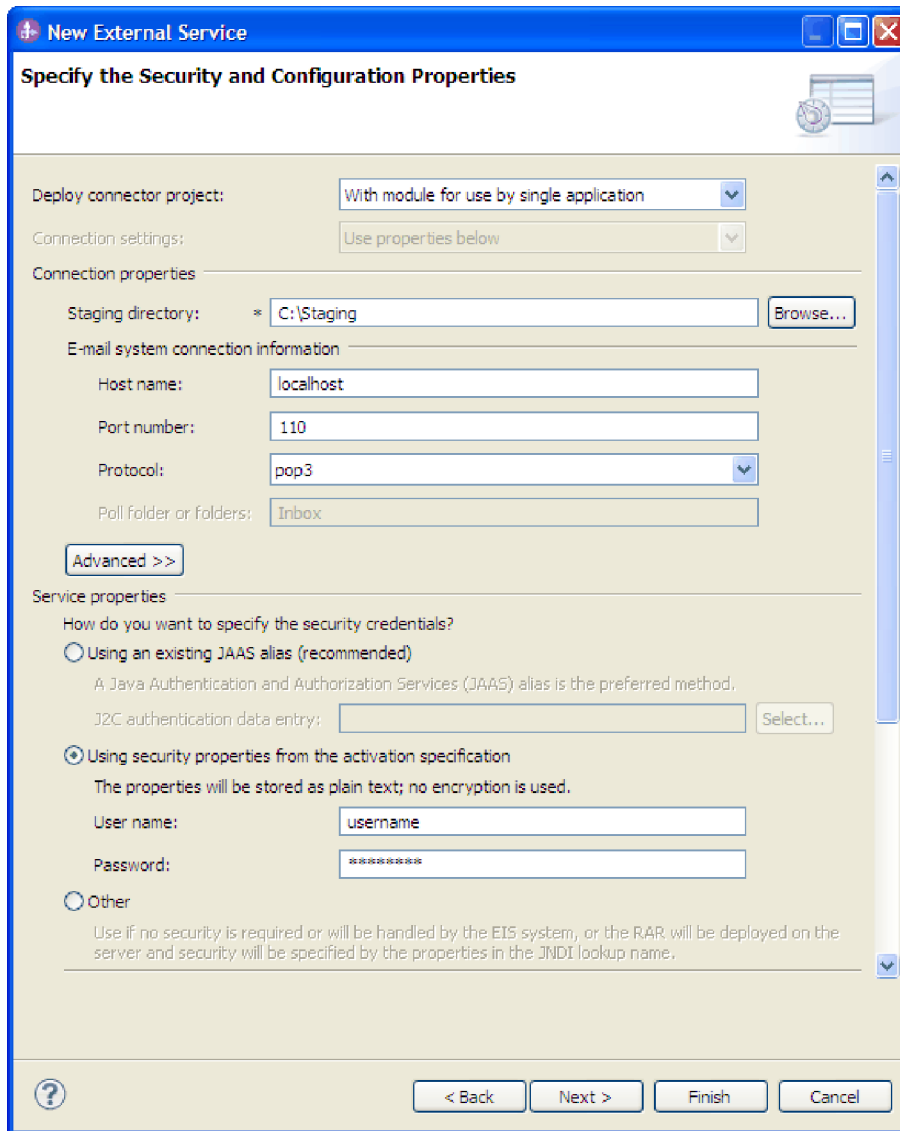 New External Service
Specify the Security and Configuration Properties
Deploy connector project: With module for use by single application
Connection settings: Use properties below
Connection properties
Staging directory: * C:\Staging Browse...
E-mail system connection information
Host name: localhost
Port number: 110
Protocol: pop3
Poll folder or folders: Inbox
Advanced >>
Service properties
How do you want to specify the security credentials?
Using an existing JAAS alias (recommended)
A Java Authentication and Authorization Services (JAAS) alias is the preferred method.
J2C authentication data entry: Select...
Using security properties from the activation specification
The properties will be stored as plain text; no encryption is used.
User name: username
Password: ********
Other
Use if no security is required or will be handled by the EIS system, or the RAR will be deployed on the
server and security will be specified by the properties in the JNDI lookup name.
? < Back Next > Finish Cancel